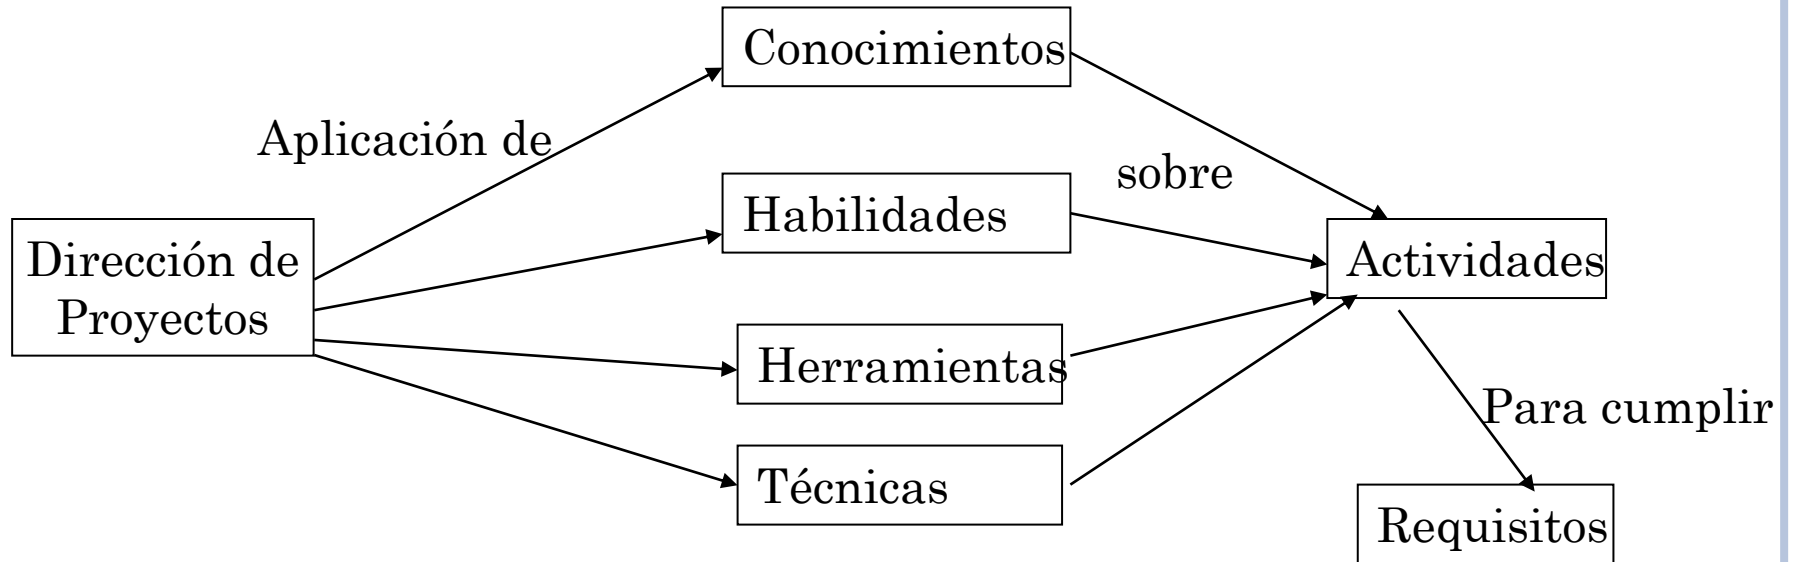 Conocimientos
Aplicación de
sobre
Habilidades
Dirección de
Proyectos
Actividades
Herramientas
Para cumplir
Técnicas
Requisitos